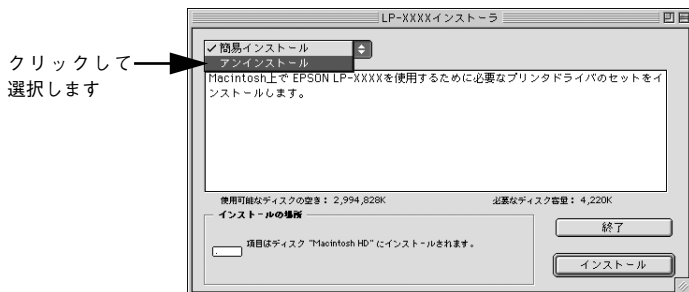 LP-XXXXインストーラ
クリックして
選択します
✓簡易インストール
アンインストール
Macintosh上で EPSON LP-XXXXを使用するために必要なプリンタドライバのセットをイ
ンストールします。
使用可能なディスクの空き： 2,994,828K
必要なディスク容量： 4,220K
インストールの場所
項目はディスク “Macintosh HD” にインストールされます。
終了
インストール